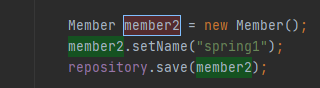 Member member2 = new Member();
member2.setName("spring1");
repository.save(member2);